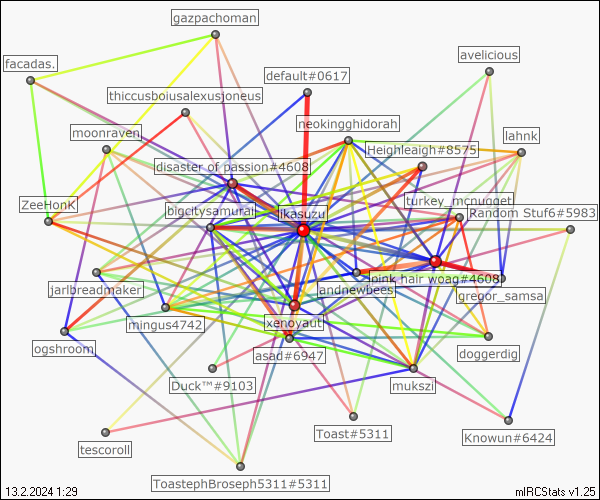 gazpachoman
avelicious
facadas.
default#0617
thiccusboiusalexusioneus
neokingghidorah
moonraven
lahnk
Heighleaigh#8575
disaster of passion#4608
turkey_mcnugget
ZeeHonK
bigcitysamurai
ikasuzu
Random Stuf6#5983
pink hair woag#4608
jarlbreadmaker
andnewbees
gregor_samsa
mingus4742
xenoyaut
ogshroom
asad#6947
doggerdig
Duck™#9103
mukszi
Toast#5311
Knowun#6424
tescoroll
ToastephBroseph5311#5311
13.2.2024 1:29
mIRCStats v1.25